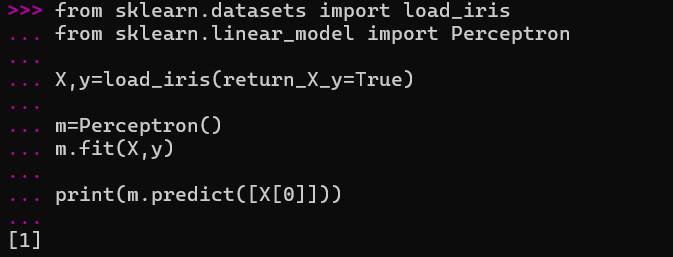 >>> from sklearn.datasets import load_iris
... from sklearn.linear_model import Perceptron
...
... X,y=load_iris(return_X_y=True)
...
... m=Perceptron()
... m.fit(X,y)
...
... print(m.predict([X[0]]))
...
[1]